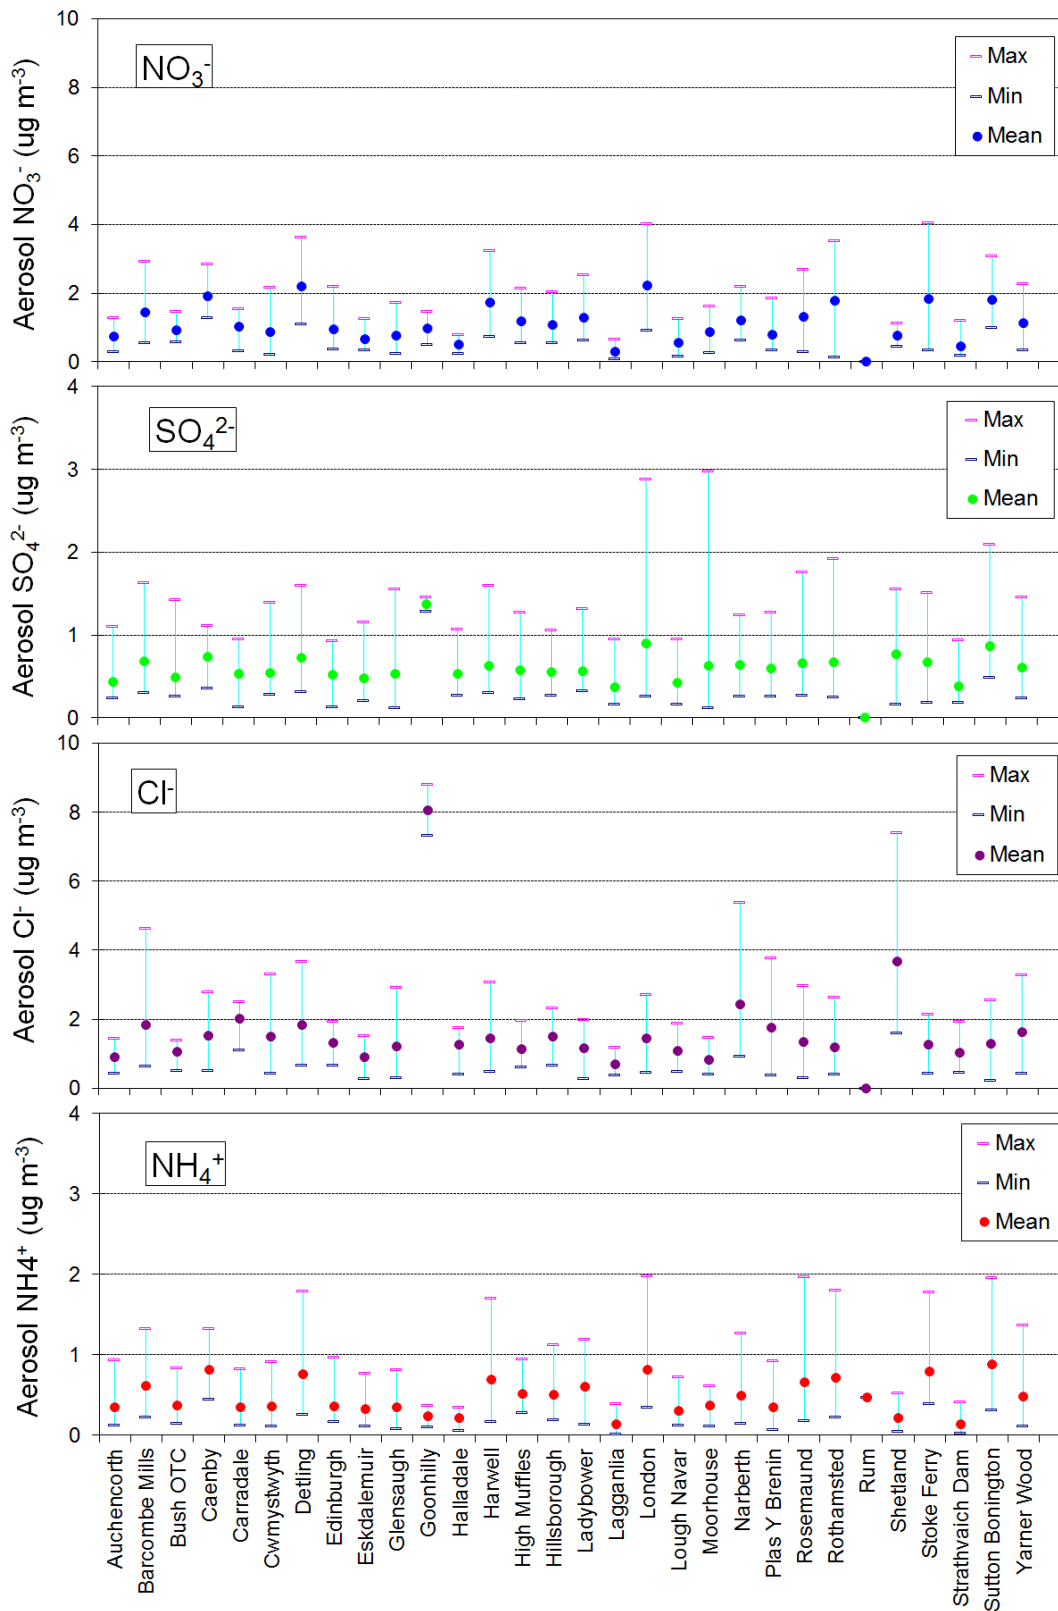 Aerosol NO3- (ug m-3)
10
8
6
4
2
0
NO3-
Max
Min
Mean
Aerosol SO42- (ug m-3)
4
3
2
1
0
SO42-
Max
Min
Mean
Aerosol Cl- (ug m-3)
10
8
6
4
2
0
Cl-
Max
Min
Mean
Aerosol NH4+ (ug m-3)
4
3
2
1
0
NH4+
Max
Min
Mean
Auchencorth
Barcombe Mills
Bush OTC
Caenby
Carradale
Cwmystwyth
Detling
Edinburgh
Eskdalemuir
Glensaugh
Goonhilly
Halladale
Harwell
High Muffles
Hillsborough
Ladybower
Lagganlia
London
Lough Navar
Moorhouse
Narberth
Plas Y Brenin
Rosemaund
Rothamsted
Rum
Shetland
Stoke Ferry
Strathvaich Dam
Sutton Bonington
Yarner Wood